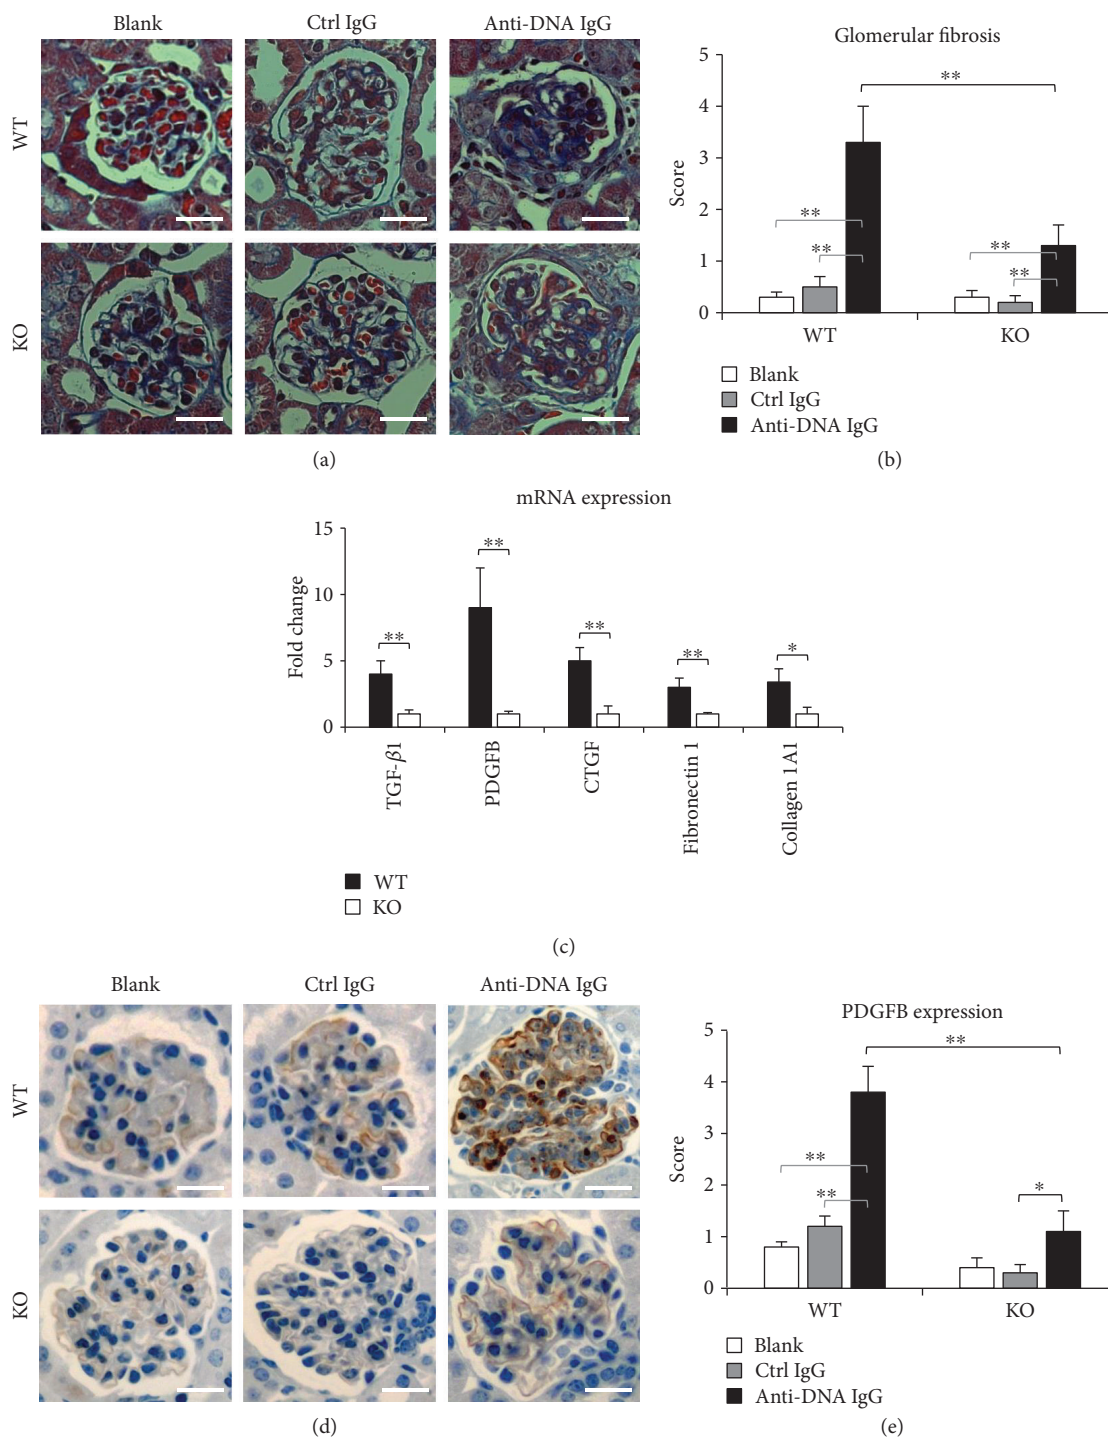 Blank Ctrl IgG Anti-DNA IgG
WT
KO
(a)
Glomerular fibrosis
Score
5
4
3
2
1
0
**
**
**
**
**
WT KO
Blank
Ctrl IgG
Anti-DNA IgG
(b)
mRNA expression
Fold change
15
10
5
0
**
**
**
**
*
TGF-β1
PDGFB
CTGF
Fibronectin 1
Collagen 1A1
WT
KO
(c)
Blank Ctrl IgG Anti-DNA IgG
WT
KO
(d)
PDGFB expression
Score
5
4
3
2
1
0
**
**
**
*
WT KO
Blank
Ctrl IgG
Anti-DNA IgG
(e)